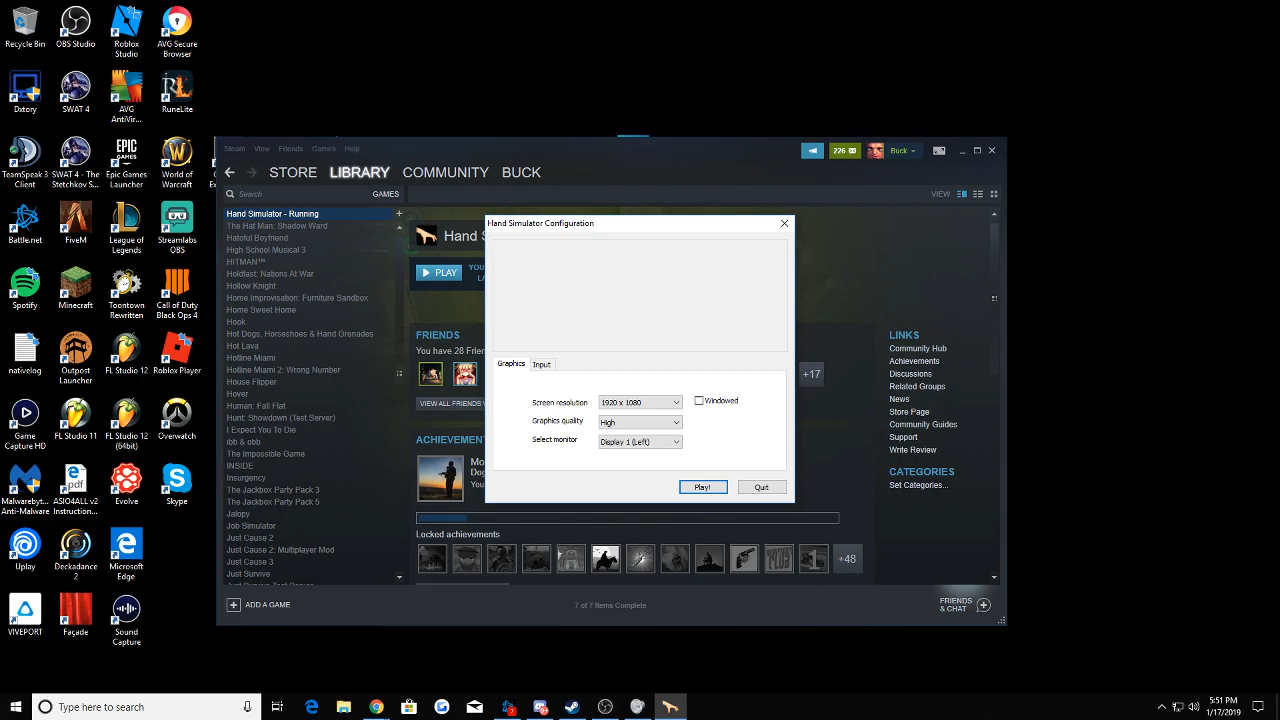 Recycle Bin
OBS Studio
Roblox Studio
AVG Secure Browser
Dxtory
SWAT 4
AVG AntiVir...
RuneLite
TeamSpeak 3 Client
SWAT 4 - The Stetchkov S...
Epic Games Launcher
World of Warcraft
Battle.net
FiveM
League of Legends
Streamlabs OBS
Spotify
Minecraft
Toontown Rewritten
Call of Duty Black Ops 4
nativelog
Outpost Launcher
FL Studio 12
Roblox Player
Game Capture HD
FL Studio 11
FL Studio 12 (64bit)
Overwatch
Malwarebyt... Anti-Malware
ASIO4ALL v2 Instruction...
Evolve
Skype
Uplay
Deckadance 2
Microsoft Edge
VIVEPORT
Façade
Sound Capture
Steam View Friends Games Help
226
Buck
STORE LIBRARY COMMUNITY BUCK
Search
GAMES
VIEW
Hand Simulator - Running
The Hat Man: Shadow Ward
Hatoful Boyfriend
High School Musical 3
HITMAN™
Holdfast: Nations At War
Hollow Knight
Home Improvisation: Furniture Sandbox
Home Sweet Home
Hook
Hot Dogs, Horseshoes & Hand Grenades
Hot Lava
Hotline Miami
Hotline Miami 2: Wrong Number
House Flipper
Hover
Human: Fall Flat
Hunt: Showdown (Test Server)
I Expect You To Die
ibb & obb
The Impossible Game
INSIDE
Insurgency
The Jackbox Party Pack 3
The Jackbox Party Pack 5
Jalopy
Job Simulator
Just Cause 2
Just Cause 2: Multiplayer Mod
Just Cause 3
Just Survive
ADD A GAME
Hand S
PLAY
YOU
LA
FRIENDS
You have 28 Frie
VIEW ALL FRIENDS
+17
ACHIEVEMEN
Mo
Dog
You
Locked achievements
+48
7 of 7 Items Complete
FRIENDS & CHAT
LINKS
Community Hub
Achievements
Discussions
Related Groups
News
Store Page
Community Guides
Support
Write Review
CATEGORIES
Set Categories...
Hand Simulator Configuration
Graphics Input
Screen resolution 1920 x 1080 Windowed
Graphics quality High
Select monitor Display 1 (Left)
Play! Quit
Type here to search
5:51 PM
1/17/2019